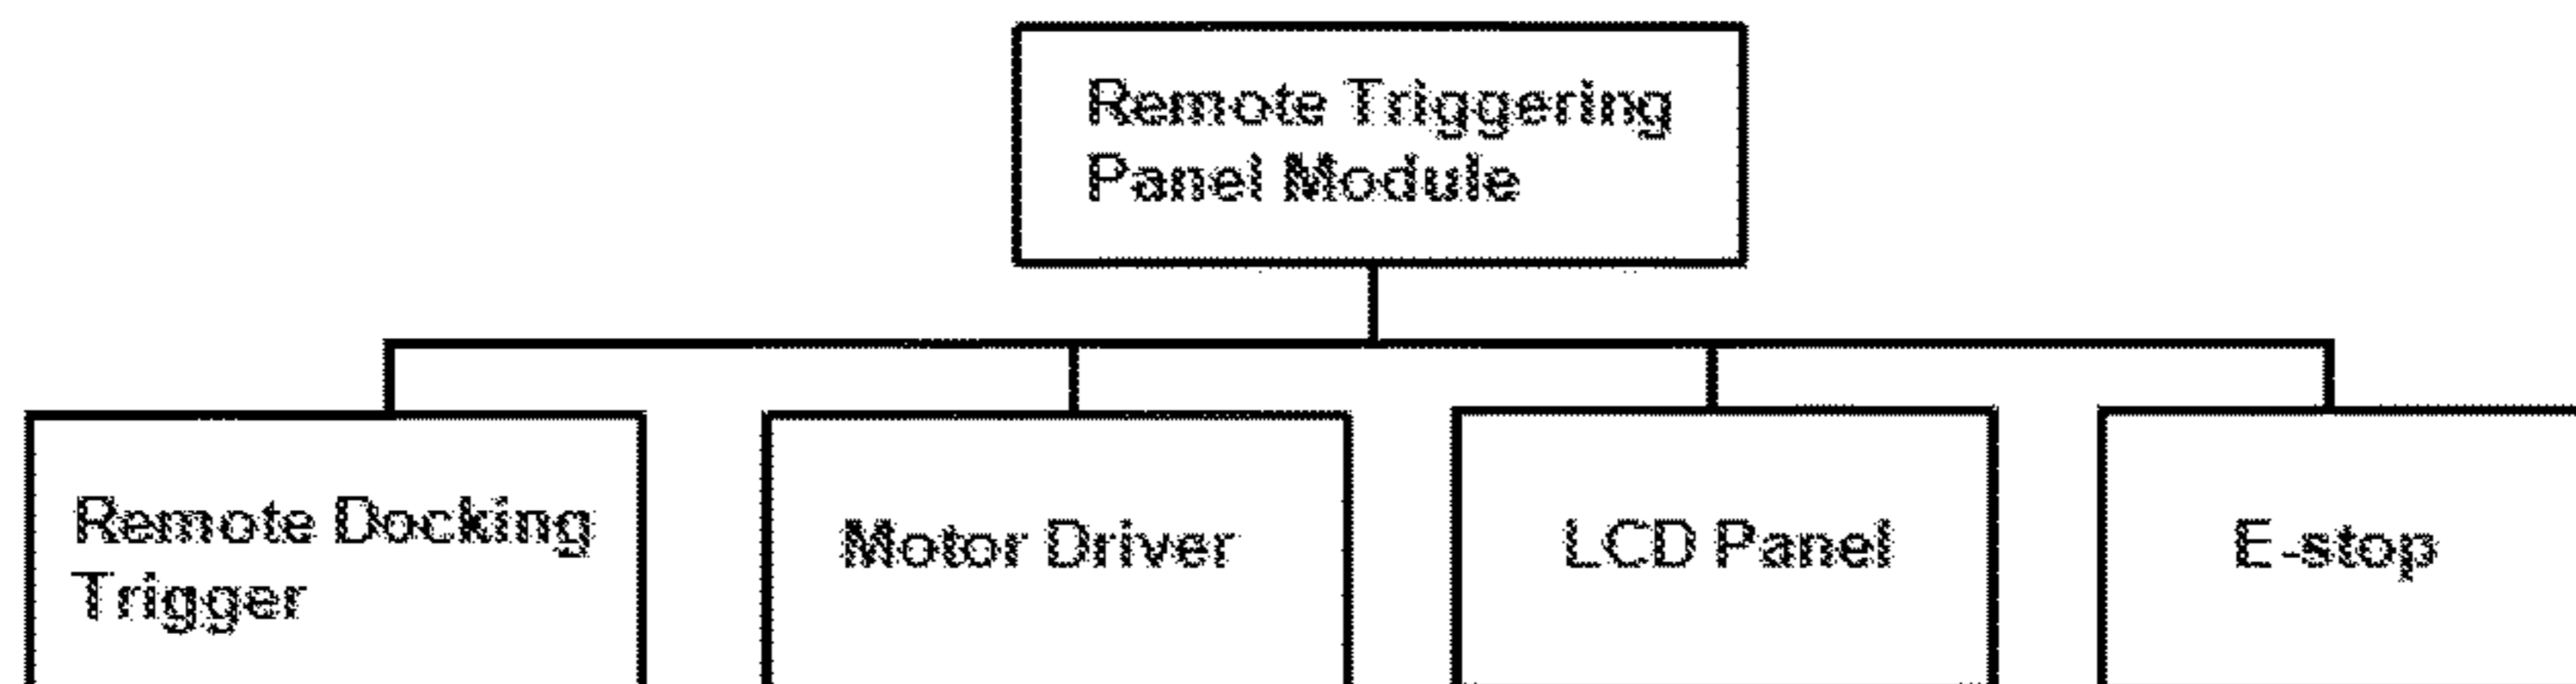 Remote Triggering
Panel Module
Remote Docking
Trigger
Motor Driver
LCD Panel
E-stop